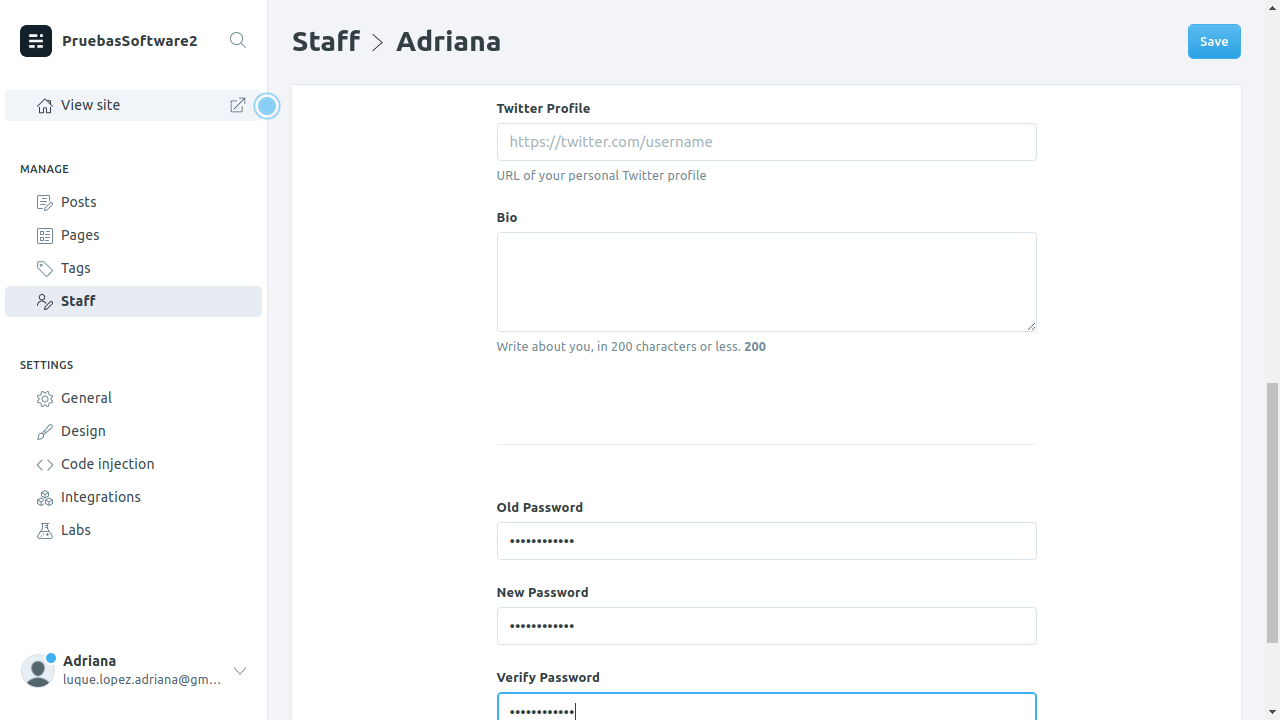 PruebasSoftware2
View site
MANAGE
Posts
Pages
Tags
Staff
SETTINGS
General
Design
Code injection
Integrations
Labs
Adriana
luque.lopez.adriana@gm...
Staff > Adriana
Save
Twitter Profile
https://twitter.com/username
URL of your personal Twitter profile
Bio
Write about you, in 200 characters or less. 200
Old Password
••••••••••••
New Password
••••••••••••
Verify Password
••••••••••••